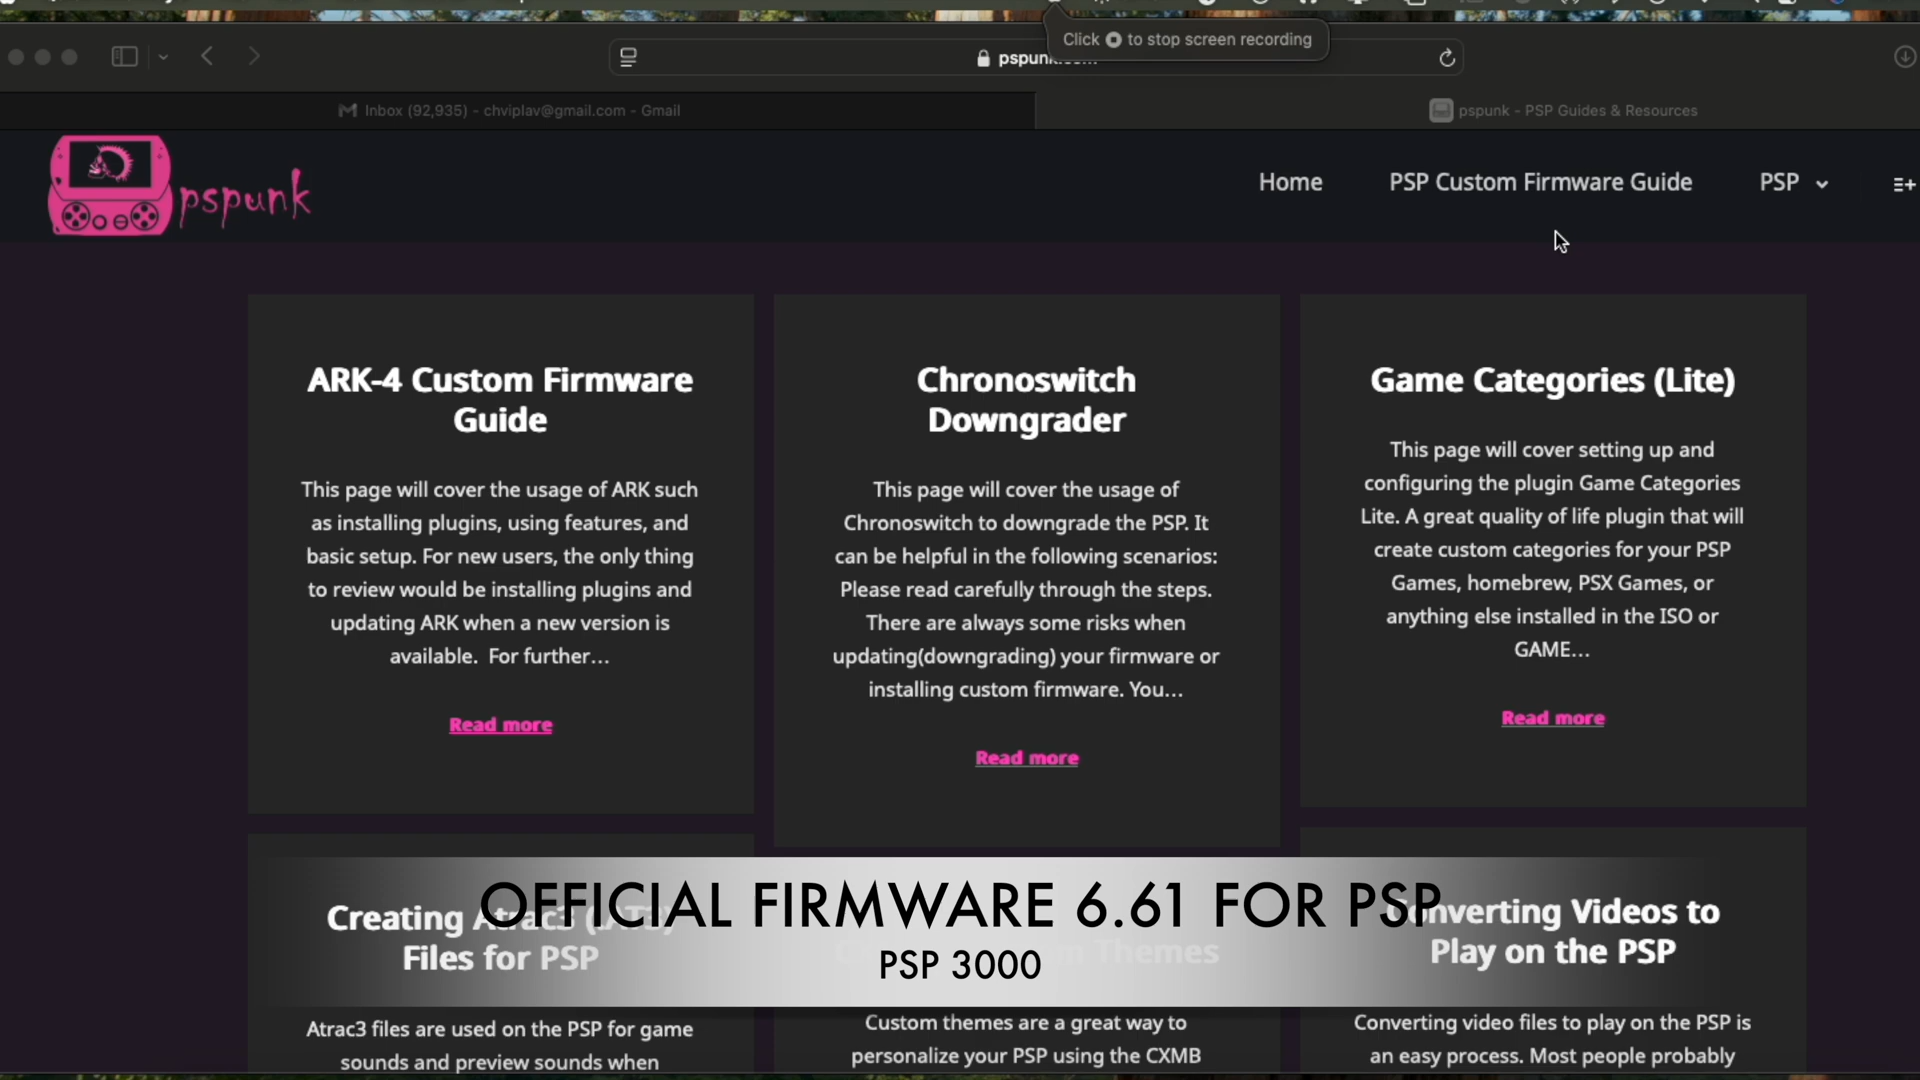 Click to stop screen recording
pspunk.com
Inbox (92,935) - chviplav@gmail.com - Gmail
pspunk - PSP Guides & Resources
pspunk
Home
PSP Custom Firmware Guide
PSP
ARK-4 Custom Firmware
Guide
This page will cover the usage of ARK such
as installing plugins, using features, and
basic setup. For new users, the only thing
to review would be installing plugins and
updating ARK when a new version is
available. For further...
Read more
Chronoswitch
Downgrader
This page will cover the usage of
Chronoswitch to downgrade the PSP. It
can be helpful in the following scenarios:
Please read carefully through the steps.
There are always some risks when
updating(downgrading) your firmware or
installing custom firmware. You...
Read more
Game Categories (Lite)
This page will cover setting up and
configuring the plugin Game Categories
Lite. A great quality of life plugin that will
create custom categories for your PSP
Games, homebrew, PSX Games, or
anything else installed in the ISO or
GAME...
Read more
OFFICIAL FIRMWARE 6.61 FOR PSP
PSP 3000
Creating Atrac3 (.AT3)
Files for PSP
Atrac3 files are used on the PSP for game
sounds and preview sounds when
Themes
Custom themes are a great way to
personalize your PSP using the CXMB
Converting Videos to
Play on the PSP
Converting video files to play on the PSP is
an easy process. Most people probably